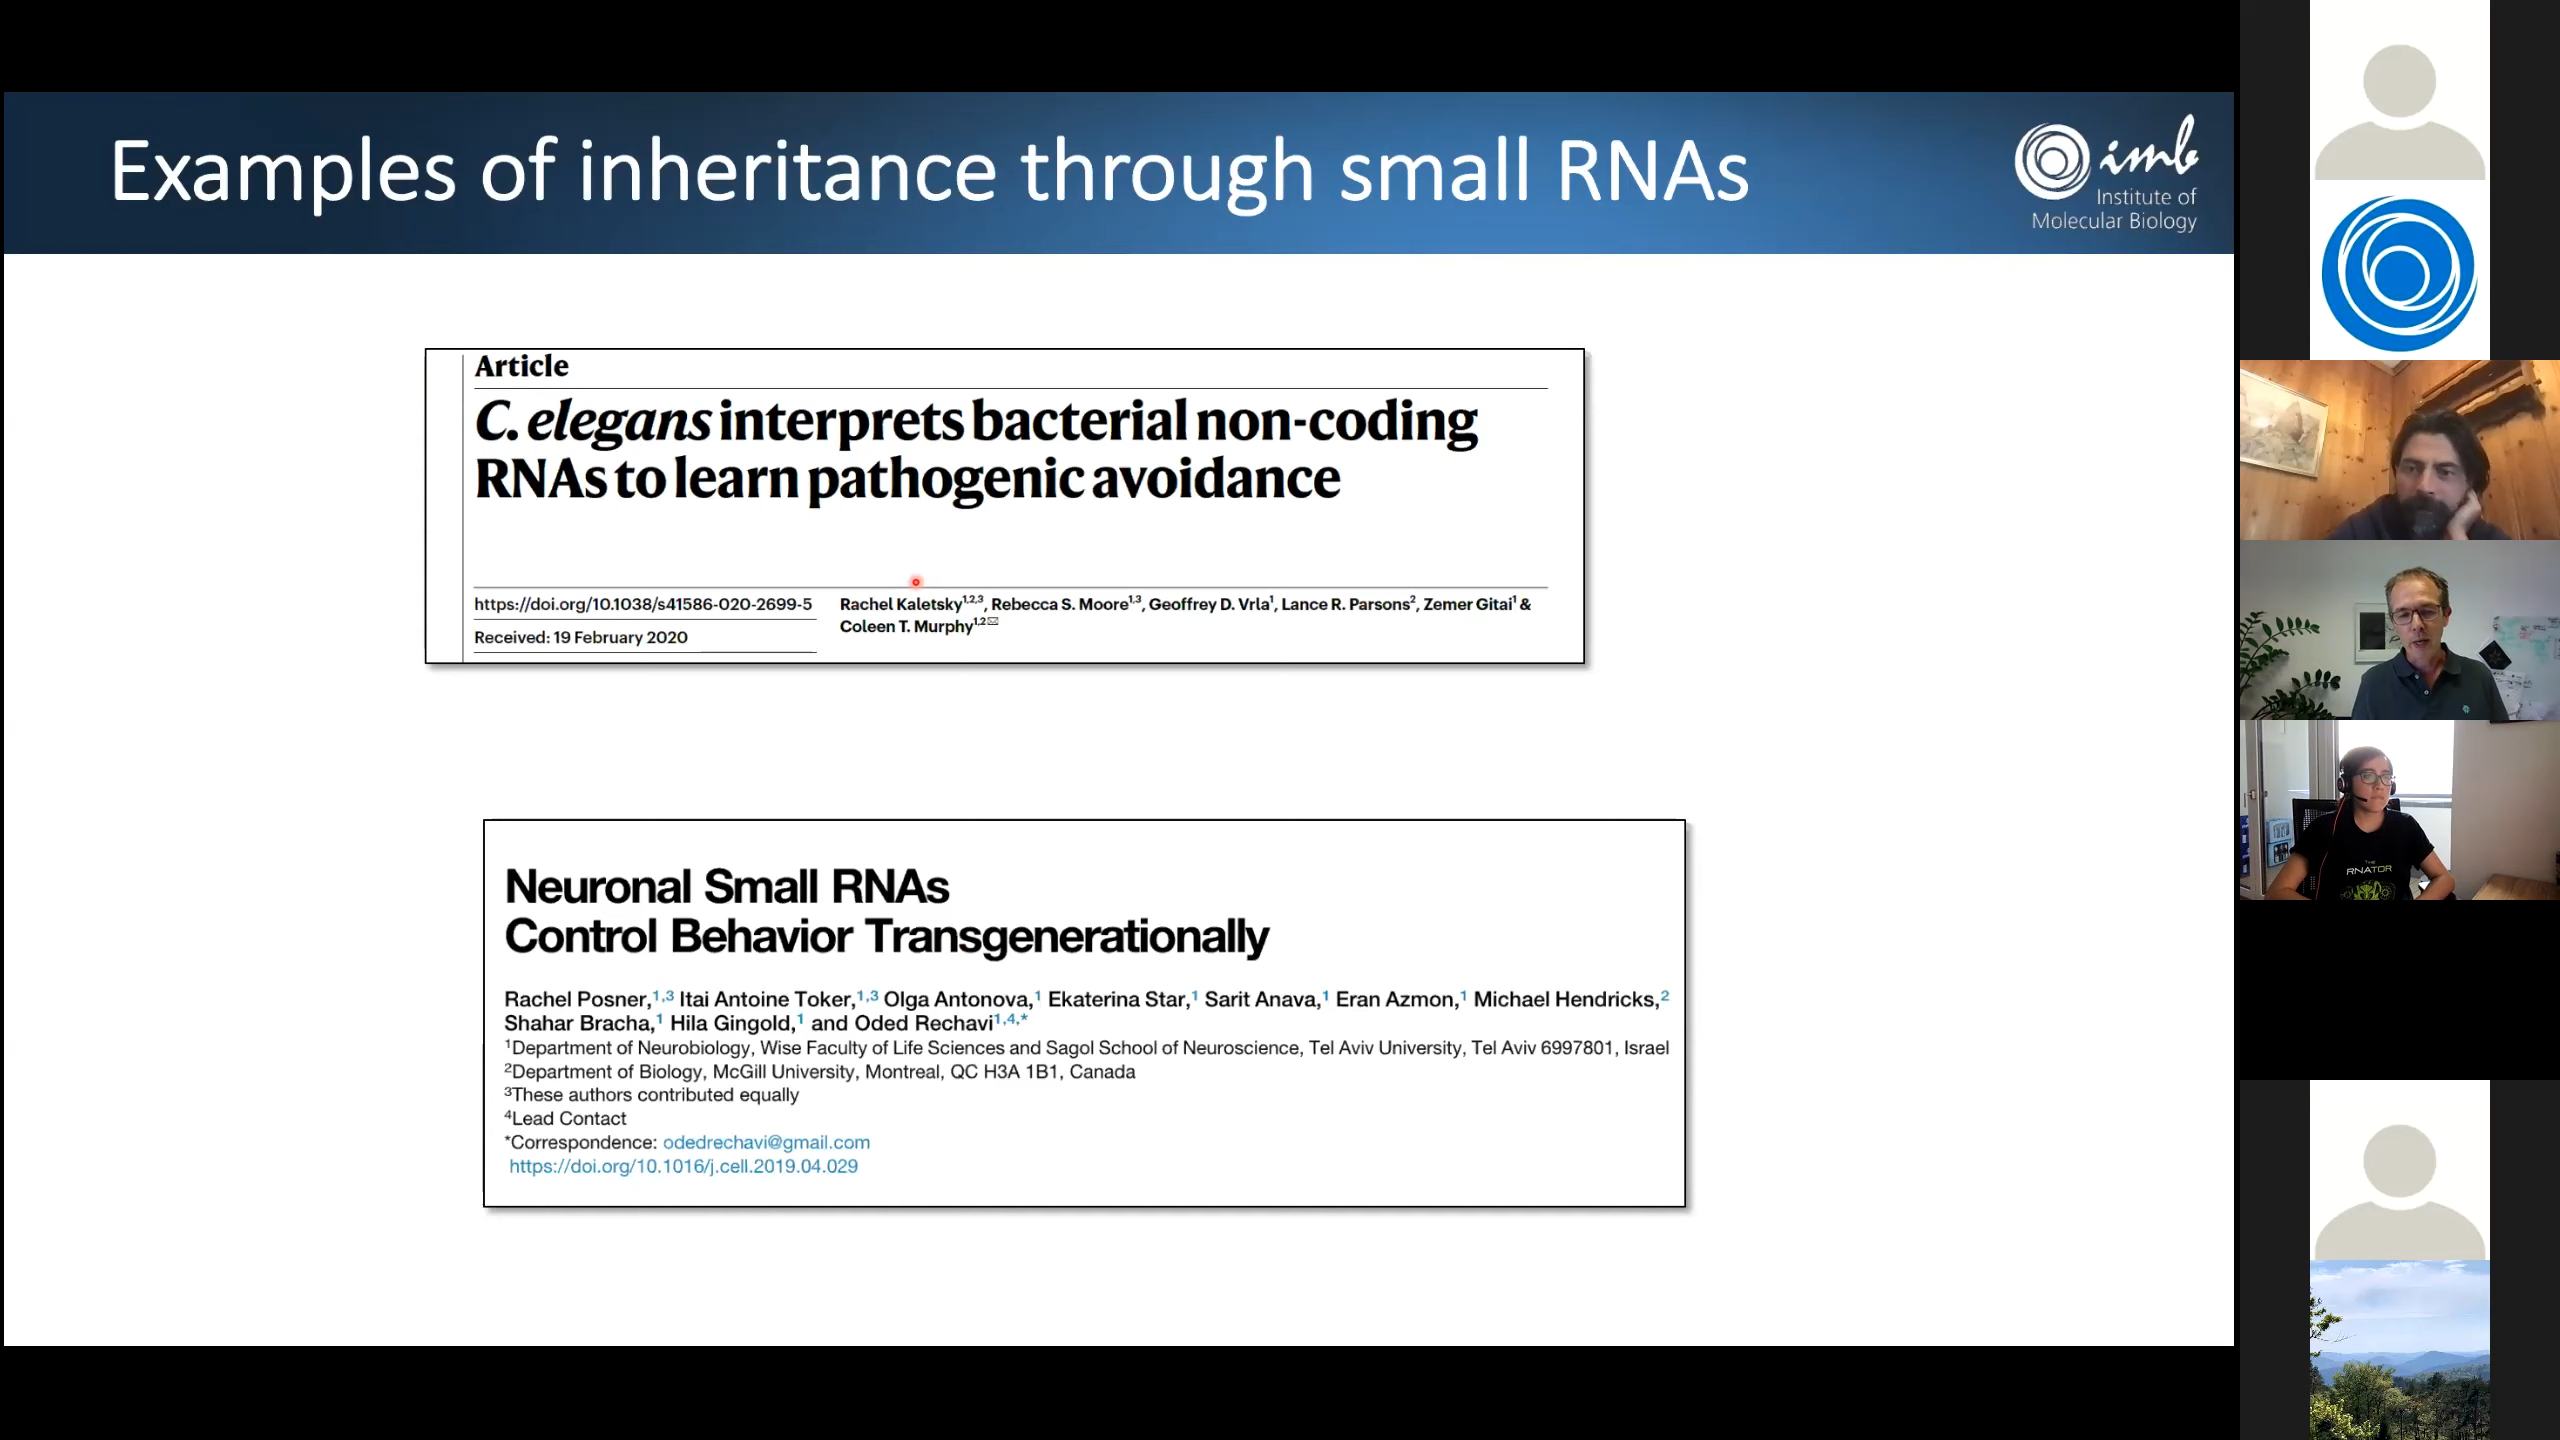 Examples of inheritance through small RNAs
imb
Institute of
Molecular Biology
Article
C. elegans interprets bacterial non-coding
RNAs to learn pathogenic avoidance
https://doi.org/10.1038/s41586-020-2699-5
Received: 19 February 2020
Rachel Kaletsky1,2,3, Rebecca S. Moore1,3, Geoffrey D. Vrla1, Lance R. Parsons2, Zemer Gitai1 &
Coleen T. Murphy1,2✉
Neuronal Small RNAs
Control Behavior Transgenerationally
Rachel Posner,1,3 Itai Antoine Toker,1,3 Olga Antonova,1 Ekaterina Star,1 Sarit Anava,1 Eran Azmon,1 Michael Hendricks,2
Shahar Bracha,1 Hila Gingold,1 and Oded Rechavi1,4,*
1Department of Neurobiology, Wise Faculty of Life Sciences and Sagol School of Neuroscience, Tel Aviv University, Tel Aviv 6997801, Israel
2Department of Biology, McGill University, Montreal, QC H3A 1B1, Canada
3These authors contributed equally
4Lead Contact
*Correspondence: odedrechavi@gmail.com
https://doi.org/10.1016/j.cell.2019.04.029
THE
RNATOR